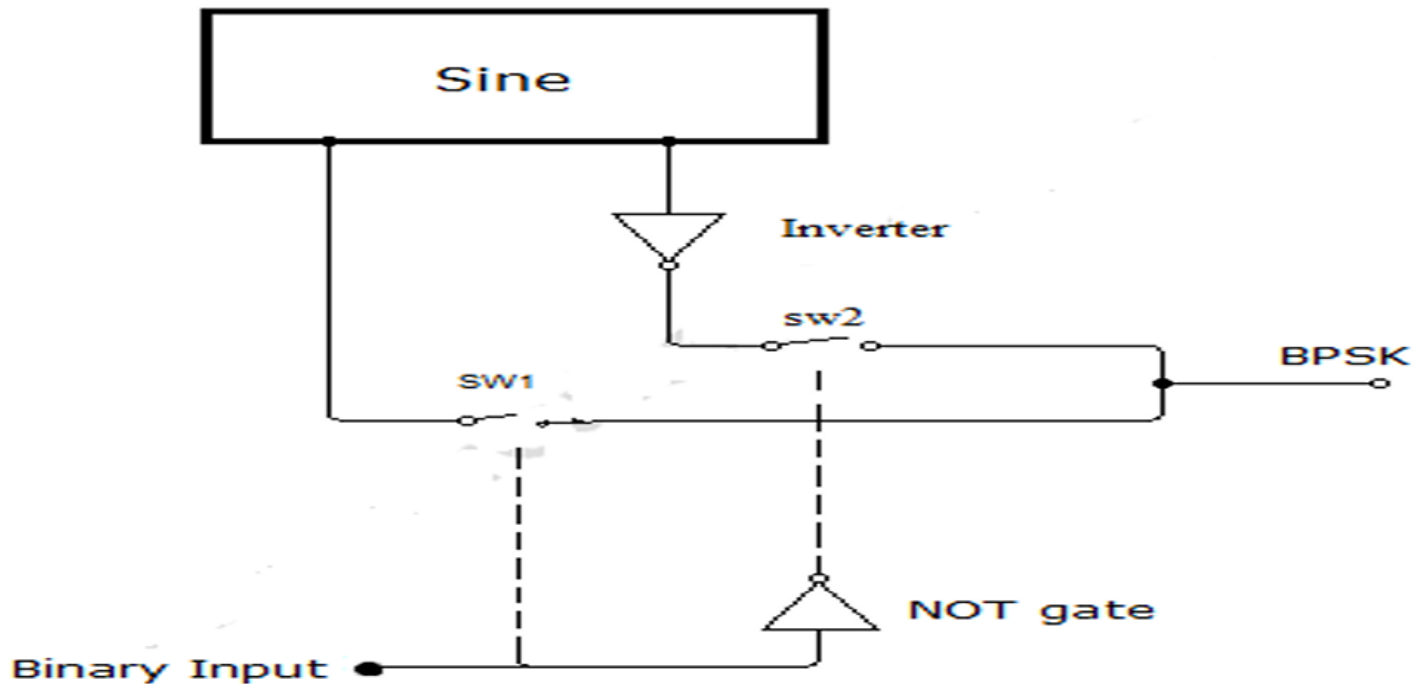 Sine
Inverter
sw2
BPSK
SW1
NOT gate
Binary Input